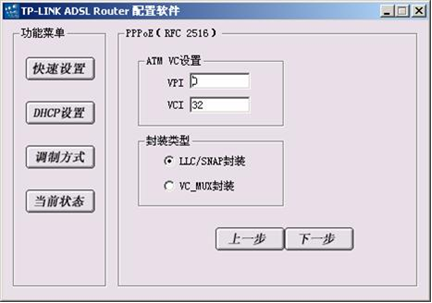 TP-LINK ADSL Router 配置软件
功能菜单
快速设置
DHCP设置
调制方式
当前状态
PPPoE( RFC 2516)
ATM VC设置
VPI
VCI 32
封装类型
LLC/SNAP封装
VC_MUX封装
上一步 下一步